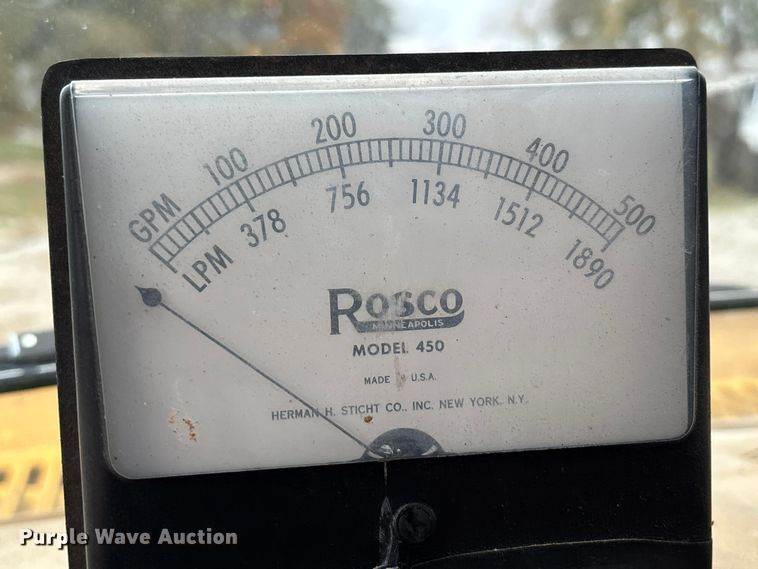 GPM 100 200 300 400 500
LPM 378 756 1134 1512 1890
ROSCO
MINNEAPOLIS
MODEL 450
MADE U.S.A.
HERMAN H. STICHT CO., INC. NEW YORK, N.Y.
Purple Wave Auction